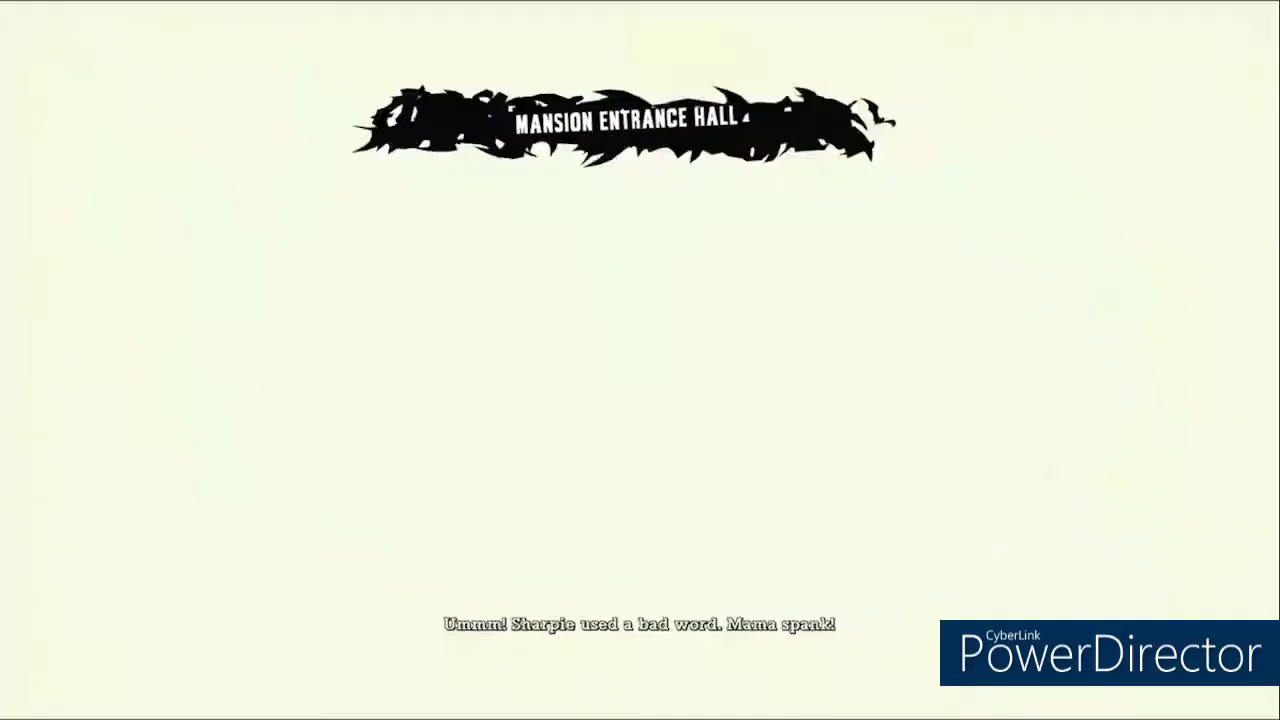 MANSION ENTRANCE HALL
Ummm! Sharpie used a bad word. Mama spank!
CyberLink
PowerDirector